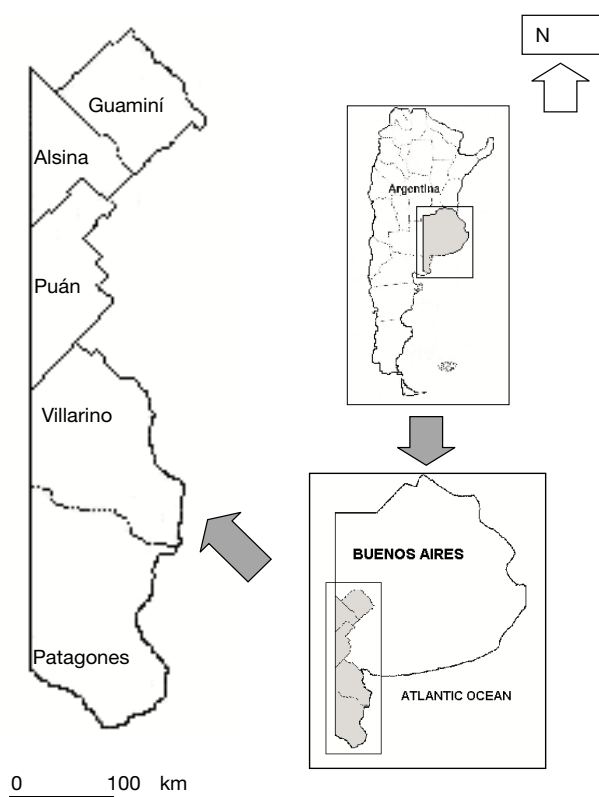 N
Guaminí
Alsina
Argentina
Puán
Villarino
BUENOS AIRES
Patagones
ATLANTIC OCEAN
0 100 km